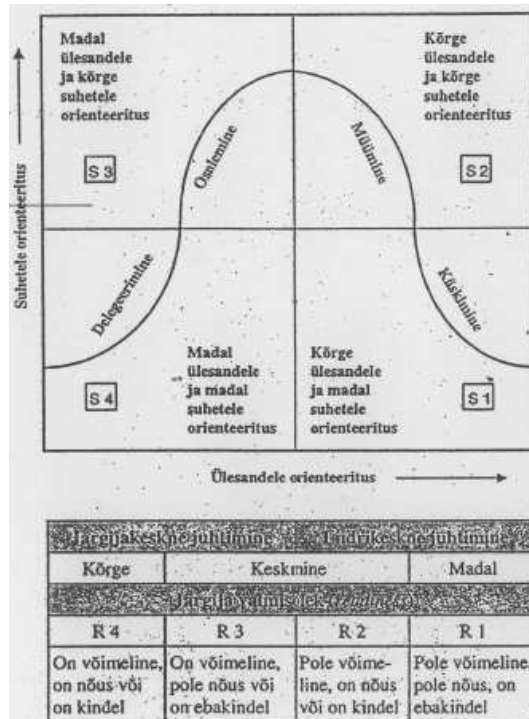 Madal
ülesandele
ja kõrge
suhetele
orienteeritus
Kõrge
ülesandele
ja kõrge
suhetele
orienteeritus
S 3
Osalemine
Müümine
S2
Suhetele orienteeritus
Delegeerimine
Käskimine
Madal
ülesandele
ja madal
suhetele
orienteeritus
Kõrge
ülesandele
ja madal
suhetele
orienteeritus
S 4
S 1
Ülesandele orienteeritus
Järgijakeskne juhtimine Liidrikeskne juhtimine
Kõrge Keskmine Madal
Järgija valmisolek
R 4 R 3 R 2 R 1
On võimeline, On võimeline, Pole võime- Pole võimeline,
on nõus või pole nõus või line, on nõus pole nõus, on
on kindel on ebakindel või on kindel ebakindel